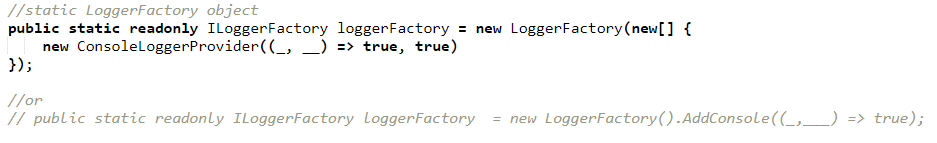 //static LoggerFactory object
public static readonly ILoggerFactory loggerFactory = new LoggerFactory(new[] {
    new ConsoleLoggerProvider((_, __) => true, true)
});
//or
// public static readonly ILoggerFactory loggerFactory  = new LoggerFactory().AddConsole((_,___) => true);